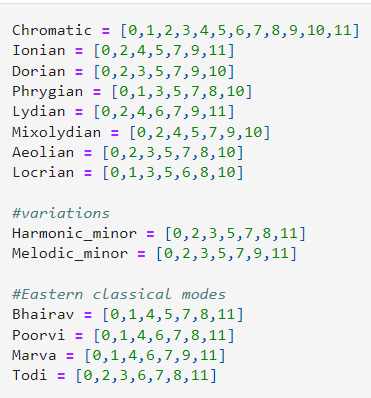 Chromatic = [0,1,2,3,4,5,6,7,8,9,10,11]
Ionian = [0,2,4,5,7,9,11]
Dorian = [0,2,3,5,7,9,10]
Phrygian = [0,1,3,5,7,8,10]
Lydian = [0,2,4,6,7,9,11]
Mixolydian = [0,2,4,5,7,9,10]
Aeolian = [0,2,3,5,7,8,10]
Locrian = [0,1,3,5,6,8,10]
#variations
Harmonic_minor = [0,2,3,5,7,8,11]
Melodic_minor = [0,2,3,5,7,9,11]
#Eastern classical modes
Bhairav = [0,1,4,5,7,8,11]
Poorvi = [0,1,4,6,7,8,11]
Marva = [0,1,4,6,7,9,11]
Todi = [0,2,3,6,7,8,11]